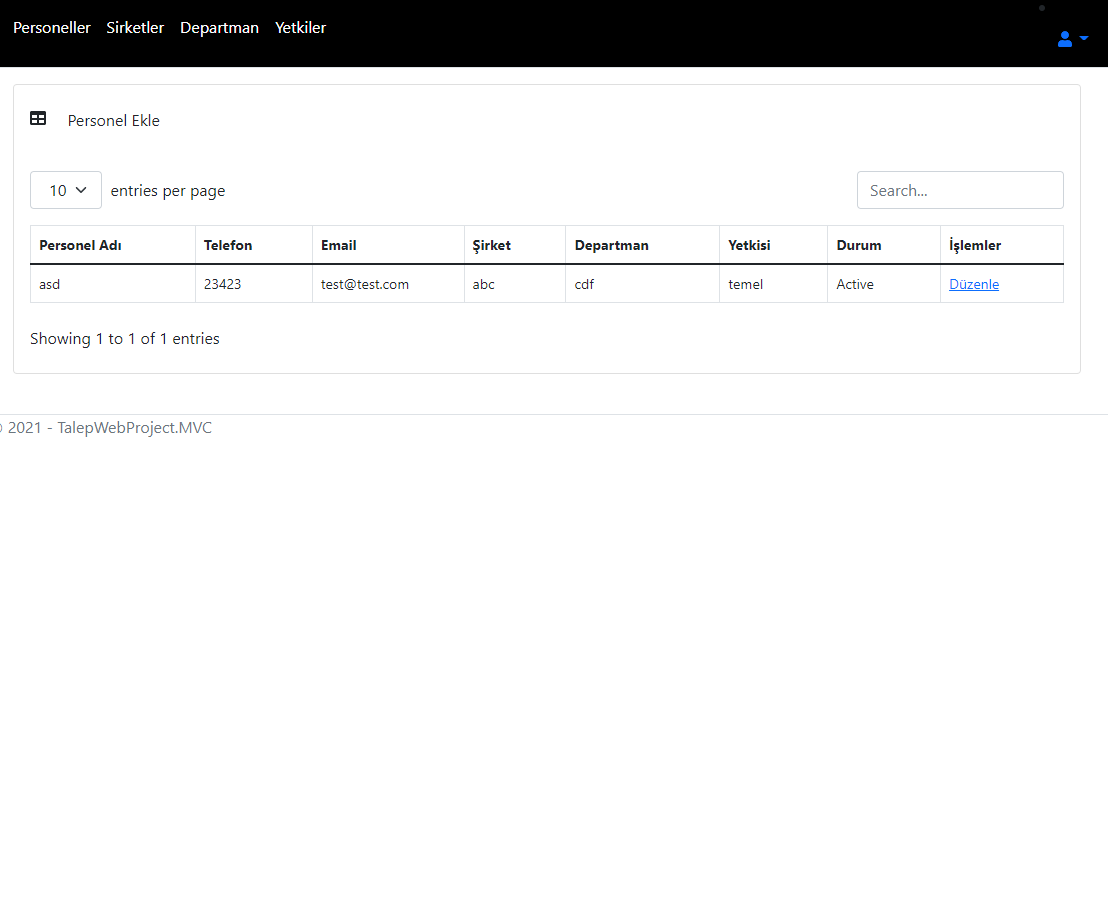 Personeller Sirketler Departman Yetkiler
Personel Ekle
10 entries per page Search...
Personel Adı Telefon Email Şirket Departman Yetkisi Durum İşlemler
asd 23423 test@test.com abc cdf temel Active Düzenle
Showing 1 to 1 of 1 entries
© 2021 - TalepWebProject.MVC